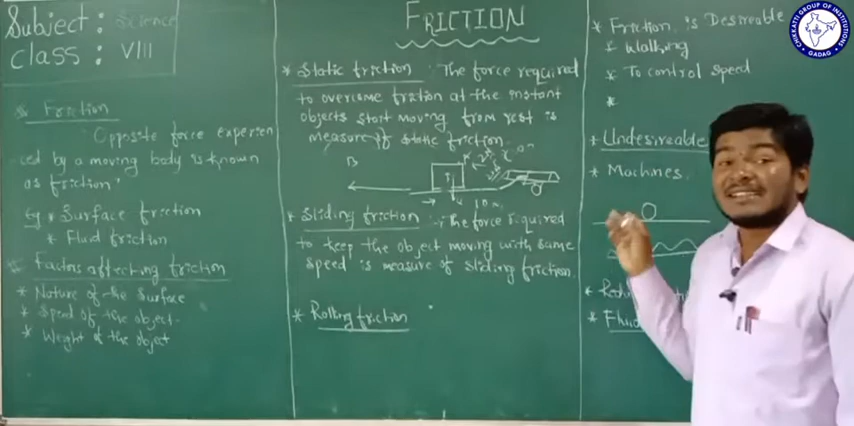 Subject: Science
Class: VIII
* Friction
Opposite force experien
ced by a moving body is known
as friction"
Eg * Surface friction
* Fluid friction
* Factors affecting friction
* Nature of the Surface
* Speed of the object.
* Weight of the object
FRICTION
* Static friction The force required
to overcome at the instant
objects start moving from rest is
measure of static friction.
B
10 N
* Sliding friction :- The force required
to keep the object moving with same
speed is measure of sliding friction.
* Rolling friction
* Friction is Desireable
* Walking
* To control speed
*
* Undesireable
* Machines.
* Fluid
CHIKKATTI GROUP OF INSTITUTIONS,
GADAG